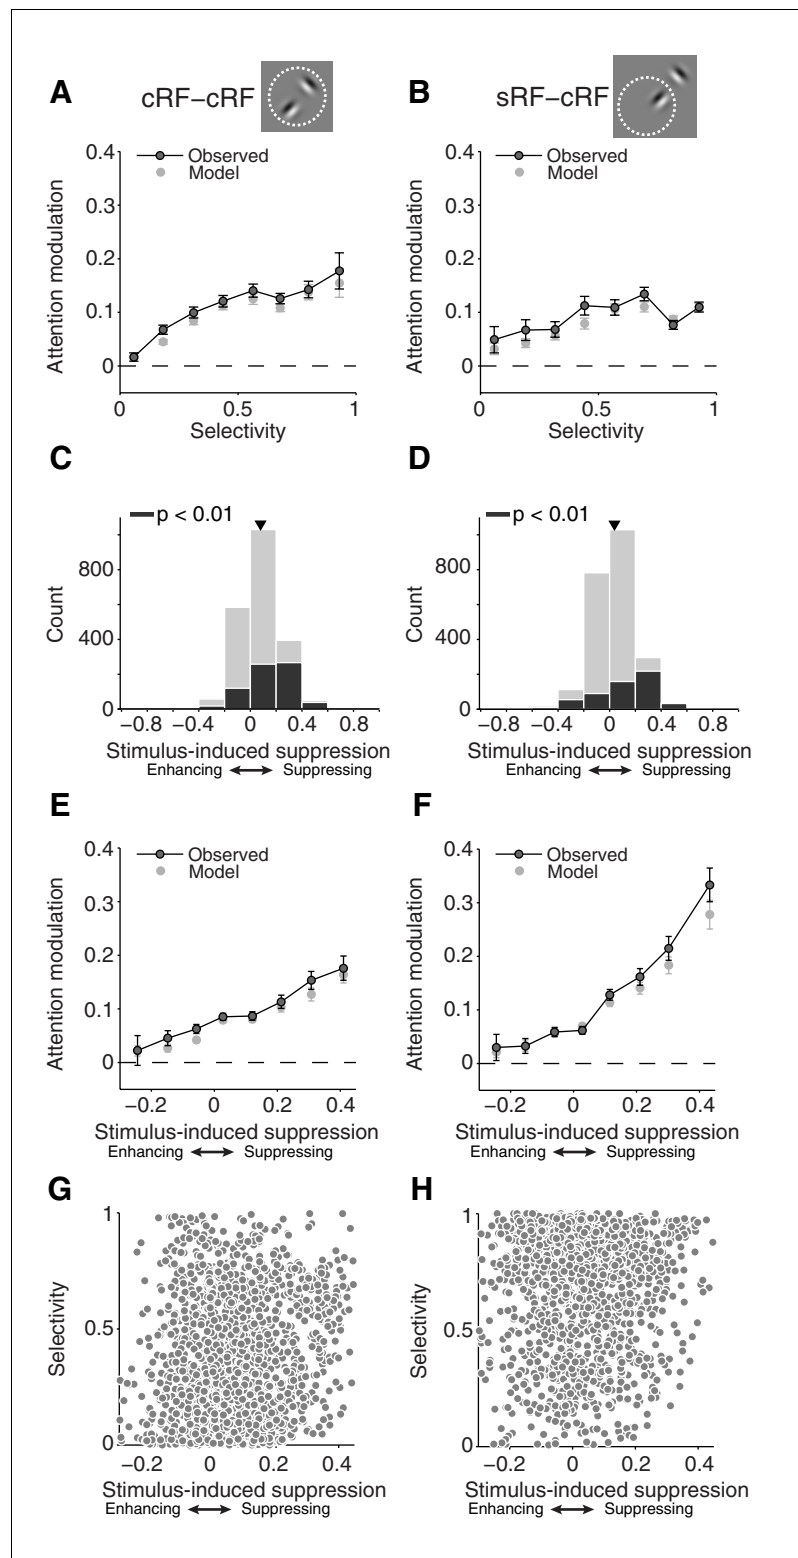 A
cRF–cRF
B
sRF–cRF
0.4
Observed
Model
0.3
0.2
0.1
0
Attention modulation
0
0.5
1
Selectivity
0.4
Observed
Model
0.3
0.2
0.1
0
Attention modulation
0
0.5
1
Selectivity
C
p < 0.01
800
400
0
Count
−0.8
−0.4
0
0.4
0.8
Stimulus-induced suppression
Enhancing
Suppressing
D
p < 0.01
800
400
0
Count
−0.8
−0.4
0
0.4
0.8
Stimulus-induced suppression
Enhancing
Suppressing
E
0.4
Observed
Model
0.3
0.2
0.1
0
Attention modulation
−0.2
0
0.2
0.4
Stimulus-induced suppression
Enhancing
Suppressing
F
0.4
Observed
Model
0.3
0.2
0.1
0
Attention modulation
−0.2
0
0.2
0.4
Stimulus-induced suppression
Enhancing
Suppressing
G
1
0.5
0
Selectivity
−0.2
0
0.2
0.4
Stimulus-induced suppression
Enhancing
Suppressing
H
1
0.5
0
Selectivity
−0.2
0
0.2
0.4
Stimulus-induced suppression
Enhancing
Suppressing